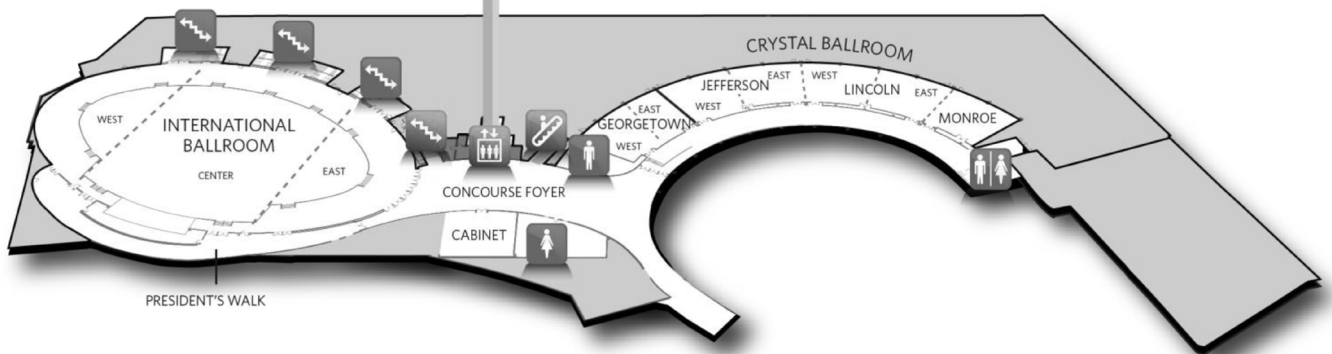 CRYSTAL BALLROOM
WEST
INTERNATIONAL
BALLROOM
CENTER
EAST
EAST
GEORGETOWN
WEST
JEFFERSON
EAST
WEST
WEST
LINCOLN
EAST
MONROE
CONCOURSE FOYER
CABINET
PRESIDENT'S WALK